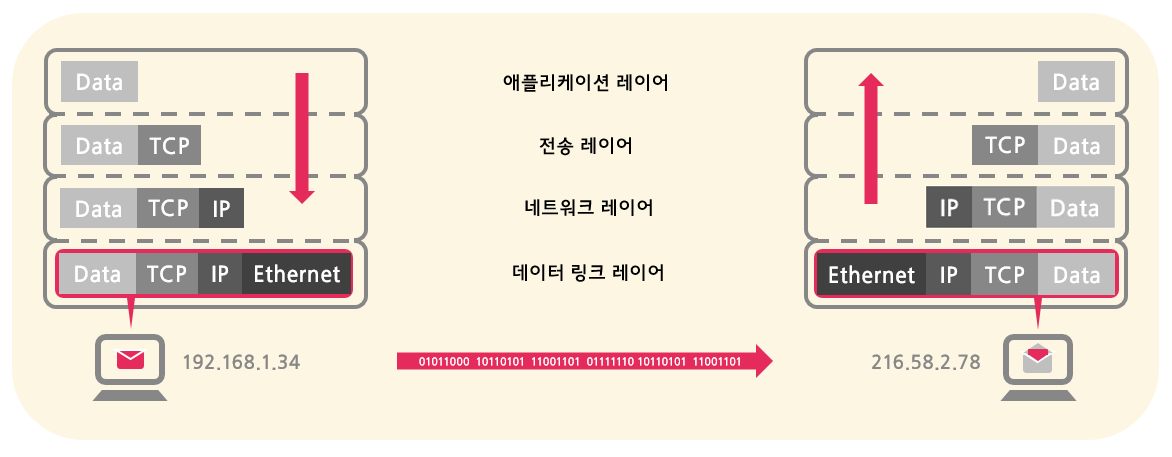 Data 애플리케이션 레이어 Data
Data TCP 전송 레이어 TCP Data
Data TCP IP 네트워크 레이어 IP TCP Data
Data TCP IP Ethernet 데이터 링크 레이어 Ethernet IP TCP Data
192.168.1.34 01011000 10110101 11001101 01111110 10110101 11001101 216.58.2.78